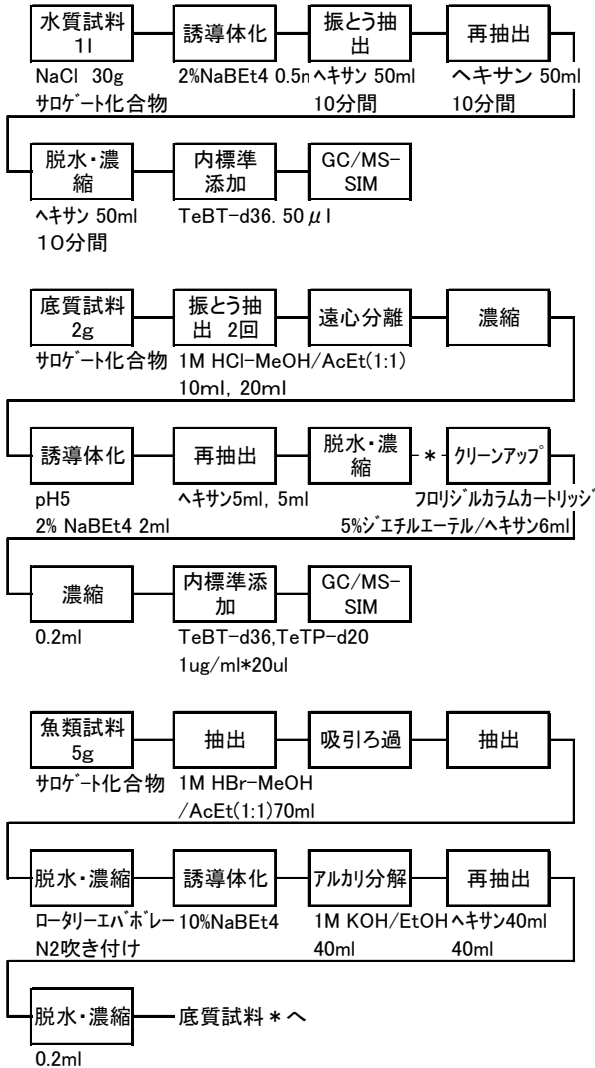 水質試料
1l
誘導体化
振とう抽
出
再抽出
NaCl 30g
サロゲート化合物
2%NaBEt4 0.5m
ヘキサン 50ml
10分間
ヘキサン 50ml
10分間
脱水・濃
縮
内標準
添加
GC/MS-
SIM
ヘキサン 50ml
10分間
TeBT-d36. 50μl
底質試料
2g
振とう抽
出 2回
遠心分離
濃縮
サロゲート化合物
1M HCl-MeOH/AcEt(1:1)
10ml, 20ml
誘導体化
再抽出
脱水・濃
縮
*
クリーンアップ
pH5
2% NaBEt4 2ml
ヘキサン5ml, 5ml
フロリジルカラムカートリッジ
5%ジエチルエーテル/ヘキサン6ml
濃縮
内標準添
加
GC/MS-
SIM
0.2ml
TeBT-d36,TeTP-d20
1ug/ml*20ul
魚類試料
5g
抽出
吸引ろ過
抽出
サロゲート化合物
1M HBr-MeOH
/AcEt(1:1)70ml
脱水・濃縮
誘導体化
アルカリ分解
再抽出
ロータリーエバポレー
N2吹き付け
10%NaBEt4
1M KOH/EtOH
40ml
ヘキサン40ml
40ml
脱水・濃縮
底質試料*へ
0.2ml